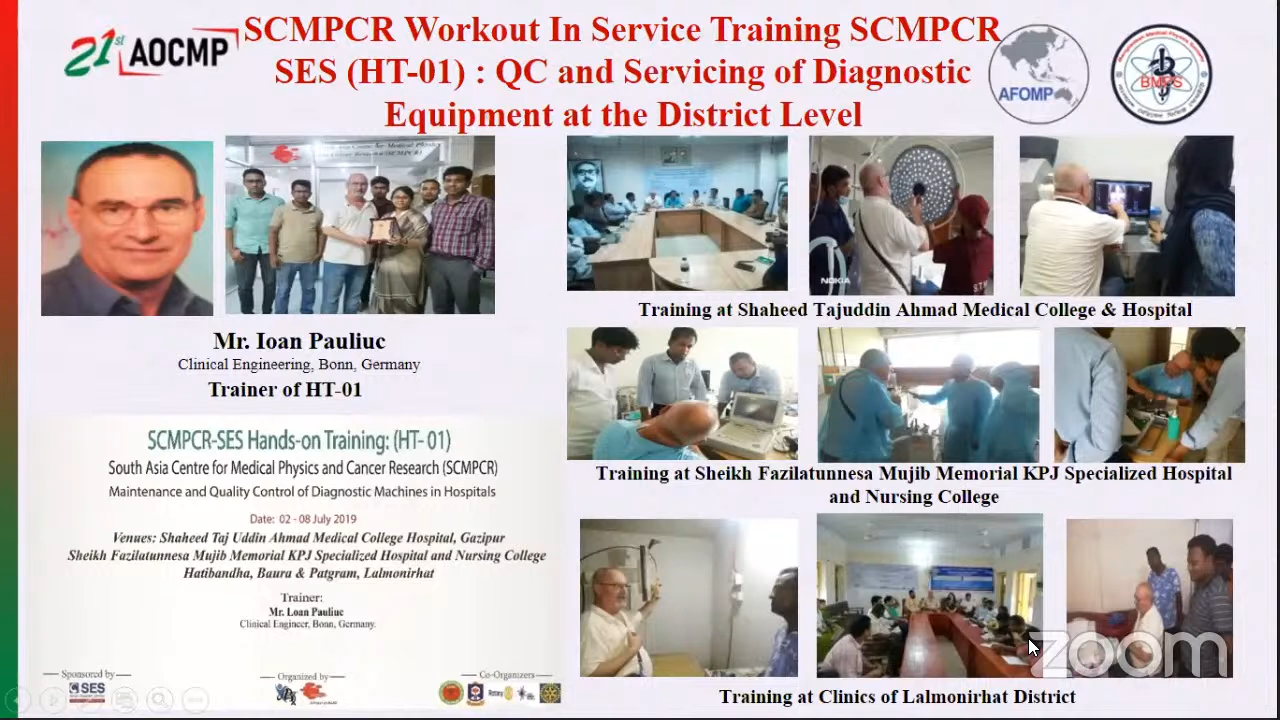 21st AOCMP
SCMPCR Workout In Service Training SCMPCR
SES (HT-01) : QC and Servicing of Diagnostic
Equipment at the District Level
AFOMP
BMPS
Mr. Ioan Pauliuc
Clinical Engineering, Bonn, Germany
Trainer of HT-01
NOKIA
Training at Shaheed Tajuddin Ahmad Medical College & Hospital
Training at Sheikh Fazilatunnesa Mujib Memorial KPJ Specialized Hospital
and Nursing College
SCMPCR-SES Hands-on Training: (HT- 01)
South Asia Centre for Medical Physics and Cancer Research (SCMPCR)
Maintenance and Quality Control of Diagnostic Machines in Hospitals
Date: 02 - 08 July 2019
Venues: Shaheed Taj Uddin Ahmad Medical College Hospital, Gazipur
Sheikh Fazilatunnesa Mujib Memorial KPJ Specialized Hospital and Nursing College
Hatibandha, Baura & Patgram, Lalmonirhat
Trainer:
Mr. Loan Pauliuc
Clinical Engineer, Bonn, Germany.
Sponsored by
SES
Organized by
Co-Organizers
Rotary
zoom
Training at Clinics of Lalmonirhat District